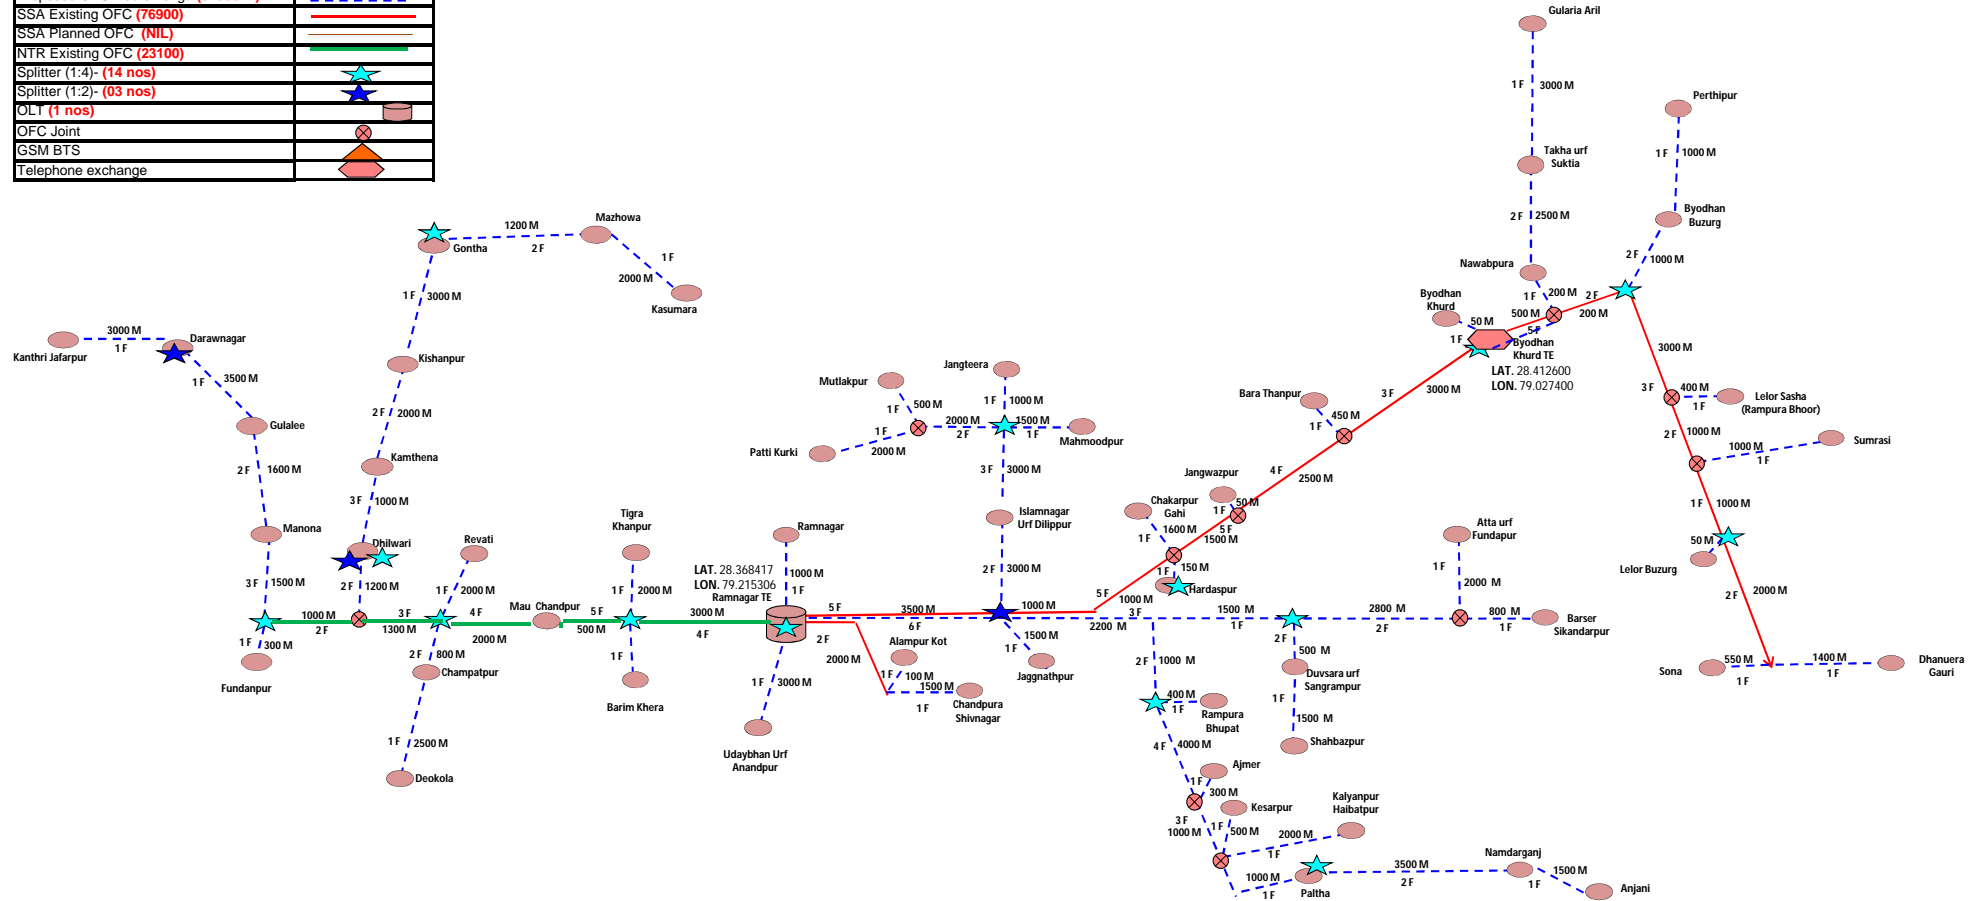 SSA Existing OFC (76900)
SSA Planned OFC (NIL)
NTR Existing OFC (23100)
Splitter (1:4)- (14 nos)
Splitter (1:2)- (03 nos)
OLT (1 nos)
OFC Joint
GSM BTS
Telephone exchange
Gularia Aril
1 F 3000 M
Takha urf
Suktia
2 F 2500 M
Nawabpura
1 F 200 M
Perthipur
1 F 1000 M
Byodhan
Buzurg
2 F 1000 M
Byodhan
Khurd
50 M
1 F
500 M
5 F
2 F
200 M
Byodhan
Khurd TE
LAT. 28.412600
LON. 79.027400
3000 M
3 F
400 M
1 F
Lelor Sasha
(Rampura Bhoor)
2 F
1000 M
1000 M
1 F
Sumrasi
1 F 1000 M
50 M
Lelor Buzurg
2 F 2000 M
Sona
550 M
1 F
1400 M
1 F
Dhanuera
Gauri
Gontha
1200 M
2 F
Mazhowa
1 F
2000 M
Kasumara
1 F 3000 M
Kishanpur
2 F 2000 M
Kamthena
3 F 1000 M
Dhilwari
2 F 1200 M
Kanthri Jafarpur
3000 M
1 F
Darawnagar
1 F 3500 M
Gulalee
2 F 1600 M
Manona
3 F 1500 M
1 F 300 M
Fundanpur
1000 M
2 F
3 F
1300 M
Revati
1 F 2000 M
4 F
2000 M
2 F 800 M
Champatpur
1 F 2500 M
Deokola
Mau Chandpur
5 F
500 M
Tigra
Khanpur
1 F 2000 M
1 F
Barim Khera
3000 M
4 F
LAT. 28.368417
LON. 79.215306
Ramnagar TE
Ramnagar
1000 M
1 F
1 F 3000 M
Udaybhan Urf
Anandpur
5 F
3500 M
6 F
2 F
2000 M
Alampur Kot
1 F
100 M
1500 M
1 F
Chandpura
Shivnagar
Mutlakpur
1 F 500 M
Patti Kurki
1 F
2000 M
2000 M
2 F
Jangteera
1 F 1000 M
1500 M
1 F
Mahmoodpur
3 F 3000 M
Islamnagar
Urf Dilippur
2 F 3000 M
1000 M
1500 M
1 F
Jaggnathpur
2200 M
5 F
1000 M
3 F
Chakarpur
Gahi
1600 M
1 F
1 F 150 M
Hardaspur
Jangwazpur
50 M
1 F
5 F
1500 M
4 F
2500 M
Bara Thanpur
450 M
1 F
3 F
3000 M
1500 M
1 F
2800 M
2 F
Atta urf
Fundapur
1 F
2000 M
800 M
1 F
Barser
Sikandarpur
2 F
500 M
Duvsara urf
Sangrampur
1 F
1500 M
Shahbazpur
2 F 1000 M
400 M
1 F
Rampura
Bhupat
4 F 4000 M
Ajmer
1 F
300 M
3 F
1000 M
Kesarpur
1 F 500 M
Kalyanpur
Haibatpur
2000 M
1 F
1000 M
1 F
Paltha
3500 M
2 F
Namdarganj
1500 M
1 F
Anjani